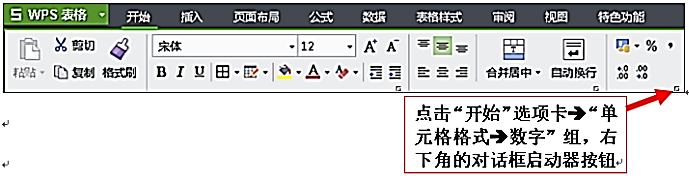 S WPS 表格 开始 插入 页面布局 公式 数据 表格样式 审阅 视图 特色功能
粘贴 剪切 复制 格式刷 宋体 12 A+ A- B I U A A 合并居中 自动换行 % , .00 .0
点击“开始”选项卡➔“单
元格格式➔数字”组，右
下角的对话框启动器按钮